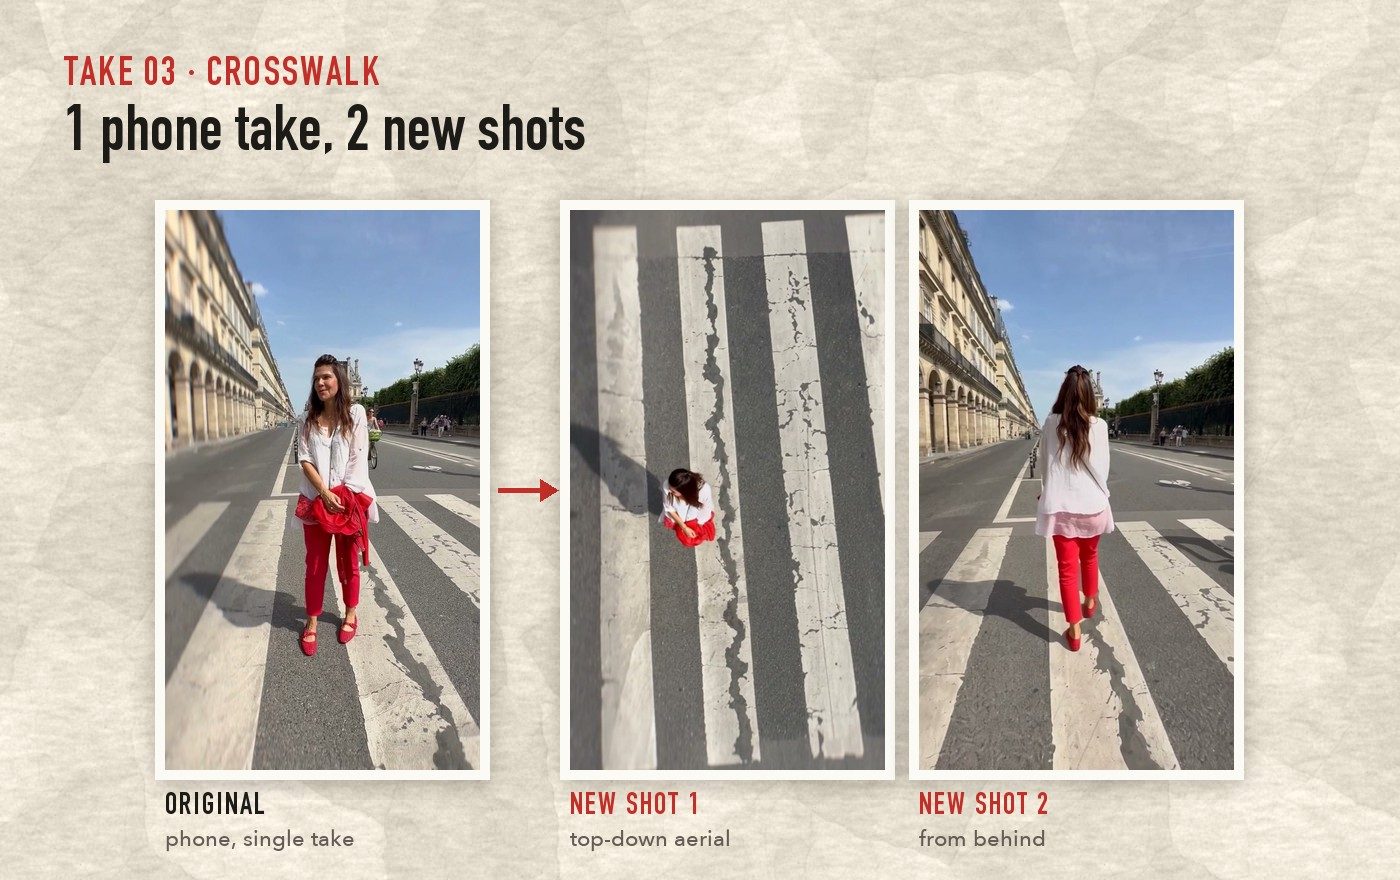 TAKE 03 · CROSSWALK
1 phone take, 2 new shots
ORIGINAL
phone, single take
NEW SHOT 1
top-down aerial
NEW SHOT 2
from behind